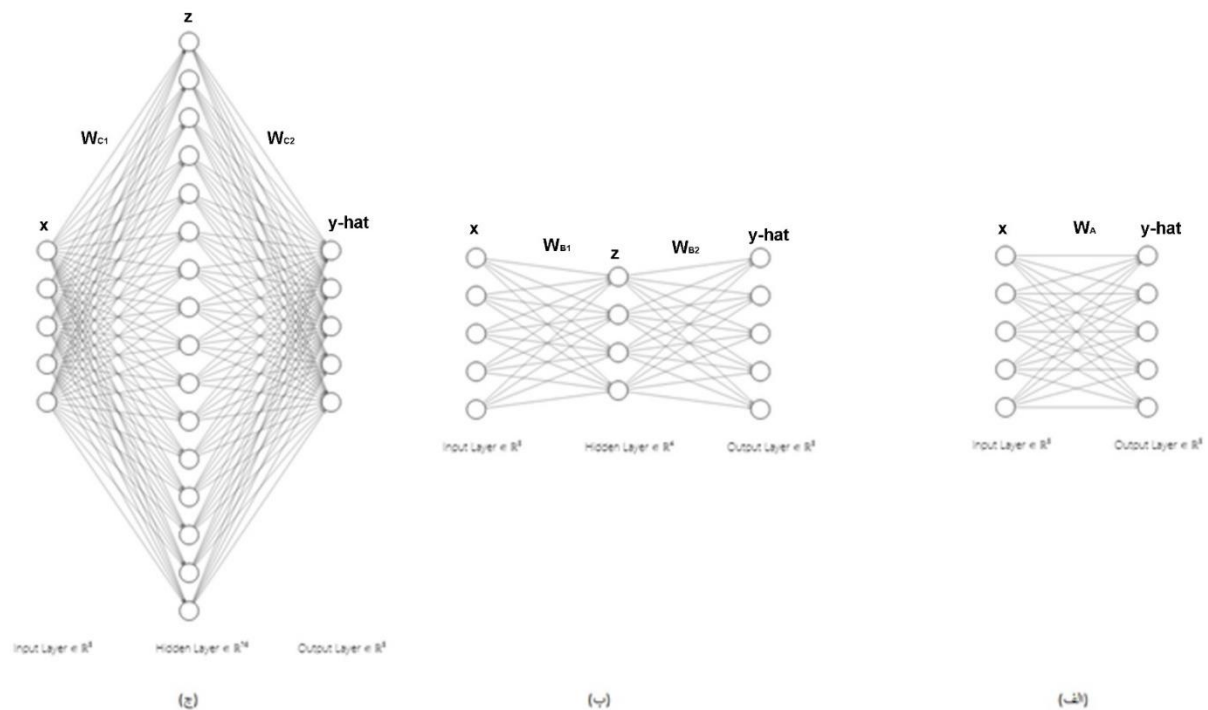 z
W_C1 W_C2
x y-hat
Input Layer ∈ ℝ⁵ Hidden Layer ∈ ℝ¹⁶ Output Layer ∈ ℝ⁵
(ج)
x W_B1 z W_B2 y-hat
Input Layer ∈ ℝ⁵ Hidden Layer ∈ ℝ⁴ Output Layer ∈ ℝ⁵
(ب)
x W_A y-hat
Input Layer ∈ ℝ⁵ Output Layer ∈ ℝ⁵
(الف)